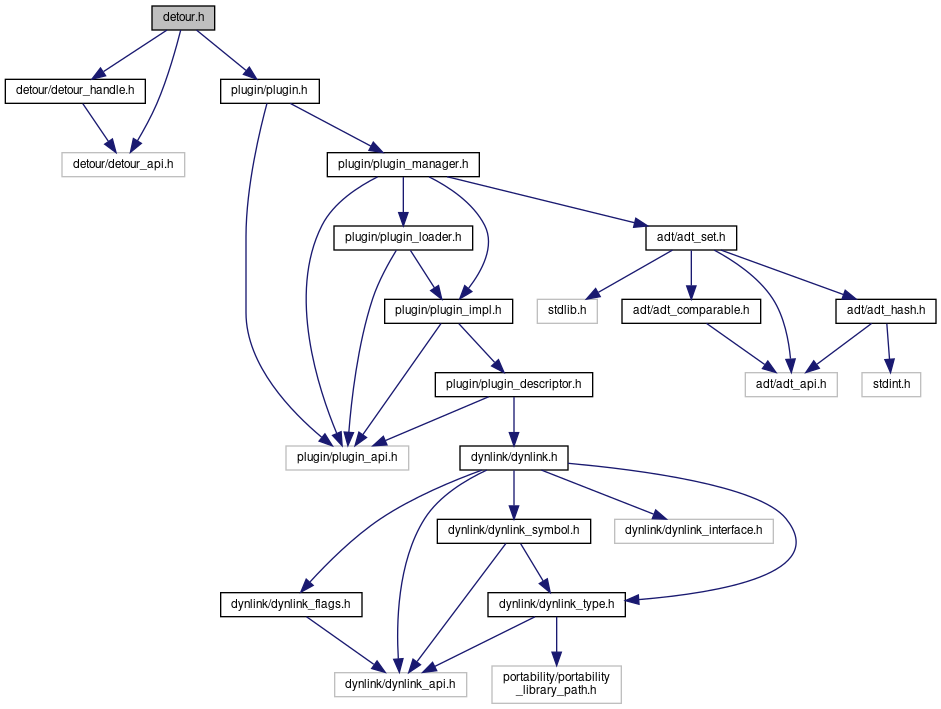 detour.h
detour/detour_handle.h
plugin/plugin.h
detour/detour_api.h
plugin/plugin_manager.h
plugin/plugin_loader.h
adt/adt_set.h
plugin/plugin_impl.h
stdlib.h
adt/adt_comparable.h
adt/adt_hash.h
plugin/plugin_descriptor.h
adt/adt_api.h
stdint.h
plugin/plugin_api.h
dynlink/dynlink.h
dynlink/dynlink_symbol.h
dynlink/dynlink_interface.h
dynlink/dynlink_flags.h
dynlink/dynlink_type.h
dynlink/dynlink_api.h
portability/portability
_library_path.h